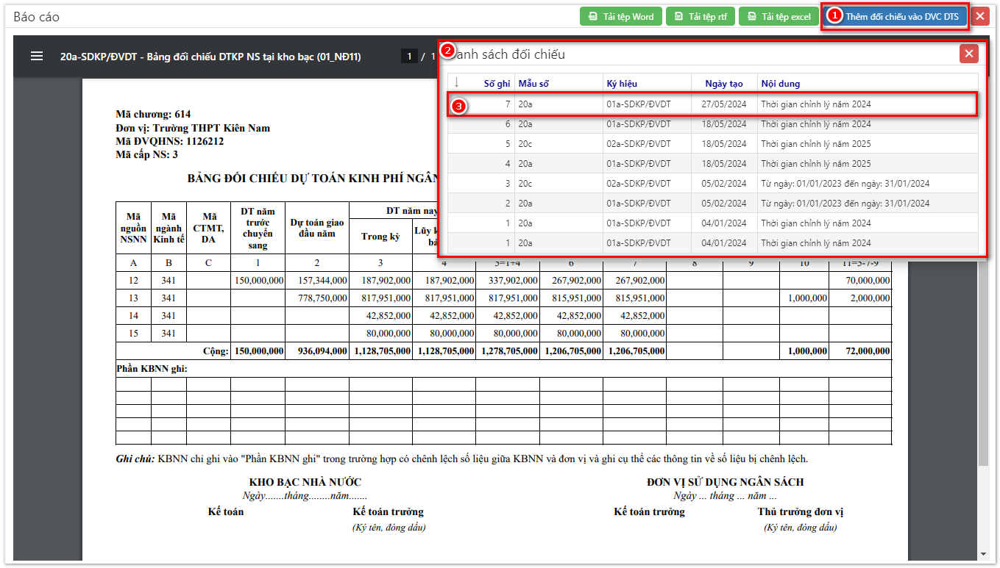 Báo cáo
Tải tệp Word
Tải tệp rtf
Tải tệp excel
1
Thêm đối chiếu vào DVC DTS
20a-SDKP/ĐVDT - Bảng đối chiếu DTKP NS tại kho bạc (01_NĐ11)
1 / 1
2
anh sách đối chiếu
Số ghi Mẫu số Ký hiệu Ngày tạo Nội dung
3
7 20a 01a-SDKP/ĐVDT 27/05/2024 Thời gian chỉnh lý năm 2024
6 20a 01a-SDKP/ĐVDT 18/05/2024 Thời gian chỉnh lý năm 2024
5 20c 02a-SDKP/ĐVDT 18/05/2024 Thời gian chỉnh lý năm 2025
4 20a 01a-SDKP/ĐVDT 18/05/2024 Thời gian chỉnh lý năm 2025
3 20c 02a-SDKP/ĐVDT 05/02/2024 Từ ngày: 01/01/2023 đến ngày: 31/01/2024
2 20a 01a-SDKP/ĐVDT 05/02/2024 Từ ngày: 01/01/2023 đến ngày: 31/01/2024
1 20a 01a-SDKP/ĐVDT 04/01/2024 Thời gian chỉnh lý năm 2024
1 20a 01a-SDKP/ĐVDT 04/01/2024 Thời gian chỉnh lý năm 2024
Mã chương: 614
Đơn vị: Trường THPT Kiên Nam
Mã ĐVQHNS: 1126212
Mã cấp NS: 3
BẢNG ĐỐI CHIẾU DỰ TOÁN KINH PHÍ NGÂN
Mã nguồn NSNN
Mã ngành Kinh tế
Mã CTMT, DA
DT năm trước chuyển sang
Dự toán giao đầu năm
DT năm nay
Trong kỳ
Lũy k
A B C 1 2 3 4 5=1+4 6 7 8 9 10 11=5-7-9
12 341 150,000,000 157,344,000 187,902,000 187,902,000 337,902,000 267,902,000 267,902,000 70,000,000
13 341 778,750,000 817,951,000 817,951,000 817,951,000 815,951,000 815,951,000 1,000,000 2,000,000
14 341 42,852,000 42,852,000 42,852,000 42,852,000 42,852,000
15 341 80,000,000 80,000,000 80,000,000 80,000,000 80,000,000
Cộng: 150,000,000 936,094,000 1,128,705,000 1,128,705,000 1,278,705,000 1,206,705,000 1,206,705,000 1,000,000 72,000,000
Phần KBNN ghi:
Ghi chú: KBNN chỉ ghi vào "Phần KBNN ghi" trong trường hợp có chênh lệch số liệu giữa KBNN và đơn vị và ghi cụ thể các thông tin về số liệu bị chênh lệch.
KHO BẠC NHÀ NƯỚC
Ngày.......tháng........năm.......
Kế toán
Kế toán trưởng
(Ký tên, đóng dấu)
ĐƠN VỊ SỬ DỤNG NGÂN SÁCH
Ngày ... tháng ... năm ...
Kế toán trưởng
Thủ trưởng đơn vị
(Ký tên, đóng dấu)